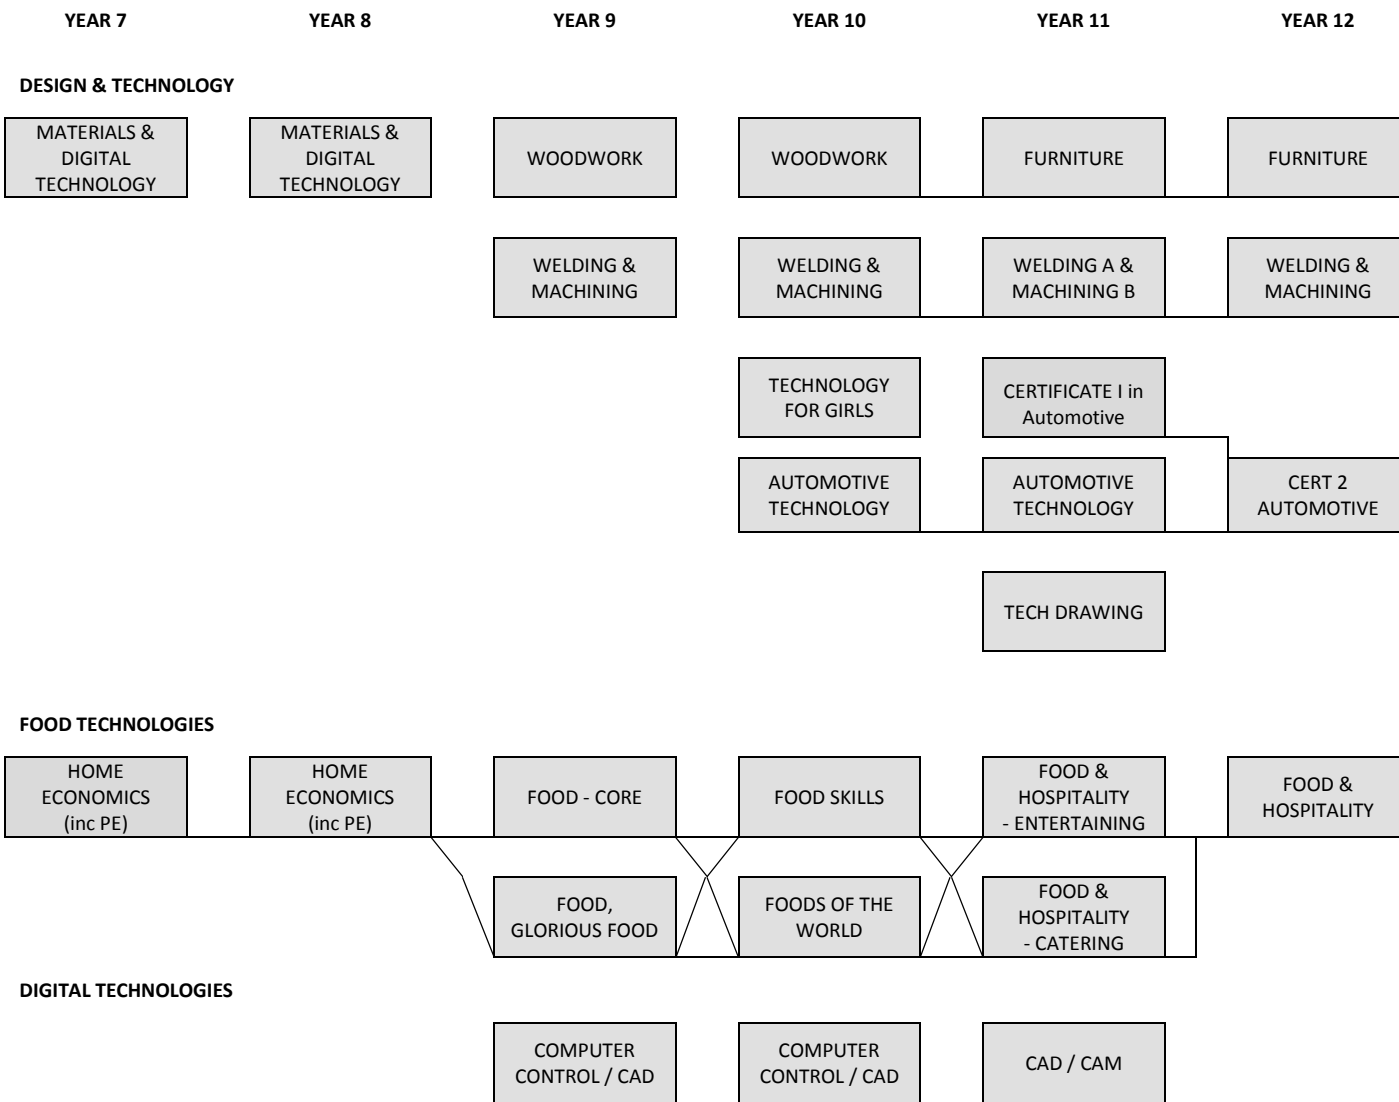 YEAR 7 YEAR 8 YEAR 9 YEAR 10 YEAR 11 YEAR 12
DESIGN & TECHNOLOGY
MATERIALS &
DIGITAL
TECHNOLOGY
MATERIALS &
DIGITAL
TECHNOLOGY
WOODWORK
WOODWORK
FURNITURE
FURNITURE
WELDING &
MACHINING
WELDING &
MACHINING
WELDING A &
MACHINING B
WELDING &
MACHINING
TECHNOLOGY
FOR GIRLS
CERTIFICATE I in
Automotive
AUTOMOTIVE
TECHNOLOGY
AUTOMOTIVE
TECHNOLOGY
CERT 2
AUTOMOTIVE
TECH DRAWING
FOOD TECHNOLOGIES
HOME
ECONOMICS
(inc PE)
HOME
ECONOMICS
(inc PE)
FOOD - CORE
FOOD SKILLS
FOOD &
HOSPITALITY
- ENTERTAINING
FOOD &
HOSPITALITY
FOOD,
GLORIOUS FOOD
FOODS OF THE
WORLD
FOOD &
HOSPITALITY
- CATERING
DIGITAL TECHNOLOGIES
COMPUTER
CONTROL / CAD
COMPUTER
CONTROL / CAD
CAD / CAM